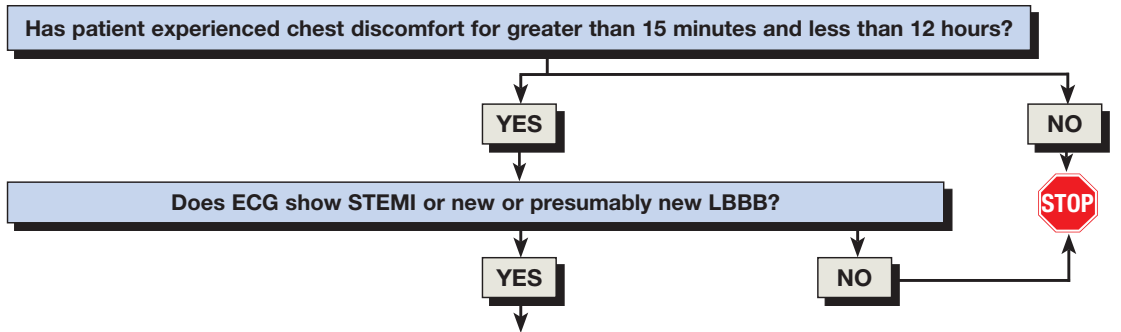 Has patient experienced chest discomfort for greater than 15 minutes and less than 12 hours?
YES
NO
Does ECG show STEMI or new or presumably new LBBB?
STOP
YES
NO